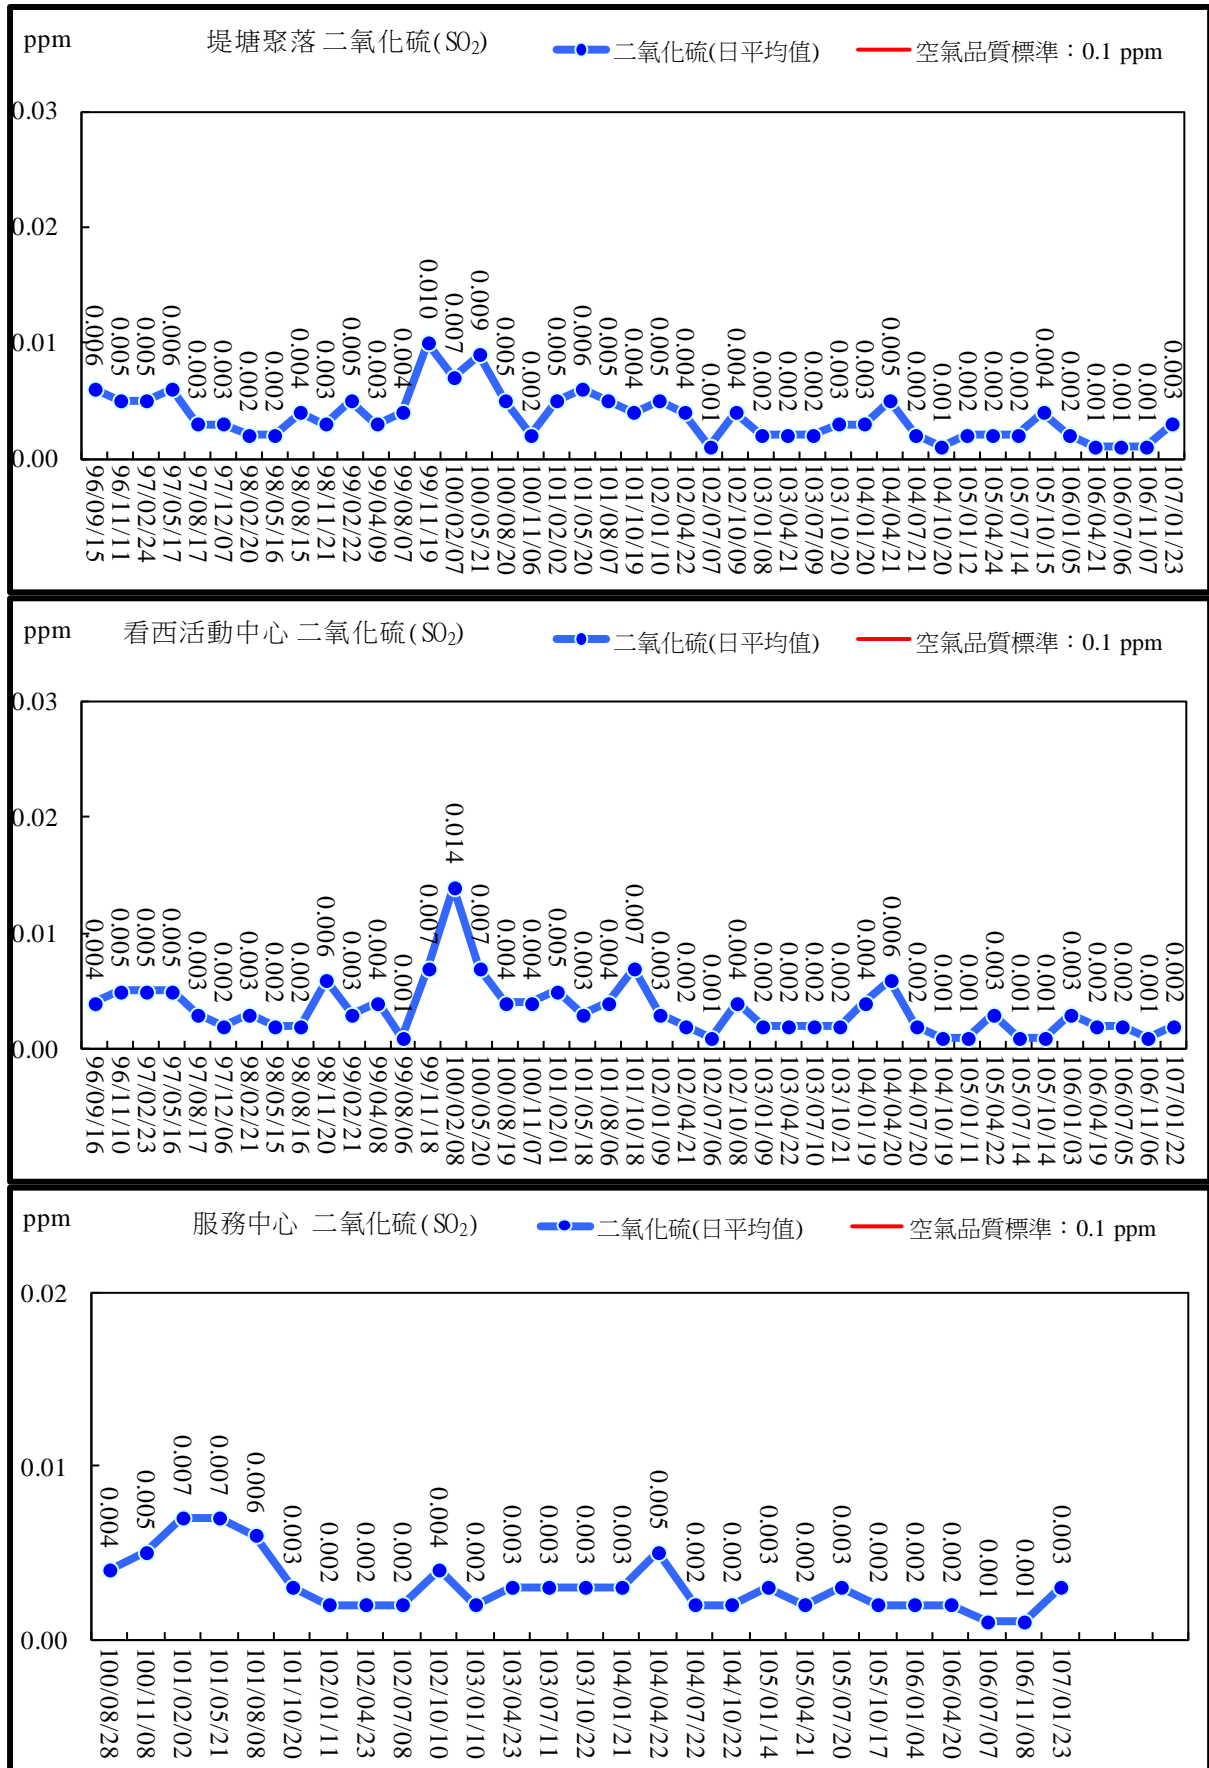 ppm 堤塘聚落 二氧化硫(SO₂) 二氧化硫(日平均值) 空氣品質標準：0.1 ppm
0.03
0.02
0.01
0.00
0.006 0.005 0.005 0.006 0.003 0.003 0.002 0.002 0.004 0.003 0.005 0.003 0.004 0.010 0.007 0.009 0.005 0.002 0.005 0.006 0.005 0.004 0.005 0.004 0.001 0.004 0.002 0.002 0.002 0.003 0.003 0.005 0.002 0.001 0.002 0.002 0.002 0.004 0.002 0.001 0.001 0.001 0.003
96/09/15 96/11/11 97/02/24 97/05/17 97/08/17 97/12/07 98/02/20 98/05/16 98/08/15 98/11/21 99/02/22 99/04/09 99/08/07 99/11/19 100/02/07 100/05/21 100/08/20 100/11/06 101/02/02 101/05/20 101/08/07 101/10/19 102/01/10 102/04/22 102/07/07 102/10/09 103/01/08 103/04/21 103/07/09 103/10/20 104/01/20 104/04/21 104/07/21 104/10/20 105/01/12 105/04/24 105/07/14 105/10/15 106/01/05 106/04/21 106/07/06 106/11/07 107/01/23
ppm 看西活動中心 二氧化硫(SO₂) 二氧化硫(日平均值) 空氣品質標準：0.1 ppm
0.03
0.02
0.01
0.00
0.004 0.005 0.005 0.005 0.003 0.002 0.003 0.002 0.002 0.006 0.003 0.004 0.001 0.007 0.014 0.007 0.004 0.004 0.005 0.003 0.004 0.007 0.003 0.002 0.001 0.004 0.002 0.002 0.002 0.002 0.004 0.006 0.002 0.001 0.001 0.003 0.001 0.001 0.003 0.002 0.002 0.001 0.002
96/09/16 96/11/10 97/02/23 97/05/16 97/08/17 97/12/06 98/02/21 98/05/15 98/08/16 98/11/20 99/02/21 99/04/08 99/08/06 99/11/18 100/02/08 100/05/20 100/08/19 100/11/07 101/02/01 101/05/18 101/08/06 101/10/18 102/01/09 102/04/21 102/07/06 102/10/08 103/01/09 103/04/22 103/07/10 103/10/21 104/01/19 104/04/20 104/07/20 104/10/19 105/01/11 105/04/22 105/07/14 105/10/14 106/01/03 106/04/19 106/07/05 106/11/06 107/01/22
ppm 服務中心 二氧化硫(SO₂) 二氧化硫(日平均值) 空氣品質標準：0.1 ppm
0.02
0.01
0.00
0.004 0.005 0.007 0.007 0.006 0.003 0.002 0.002 0.002 0.004 0.002 0.003 0.003 0.003 0.003 0.005 0.002 0.002 0.003 0.002 0.003 0.002 0.002 0.002 0.001 0.001 0.003
100/08/28 100/11/08 101/02/02 101/05/21 101/08/08 101/10/20 102/01/11 102/04/23 102/07/08 102/10/10 103/01/10 103/04/23 103/07/11 103/10/22 104/01/21 104/04/22 104/07/22 104/10/22 105/01/14 105/04/21 105/07/20 105/10/17 106/01/04 106/04/20 106/07/07 106/11/08 107/01/23